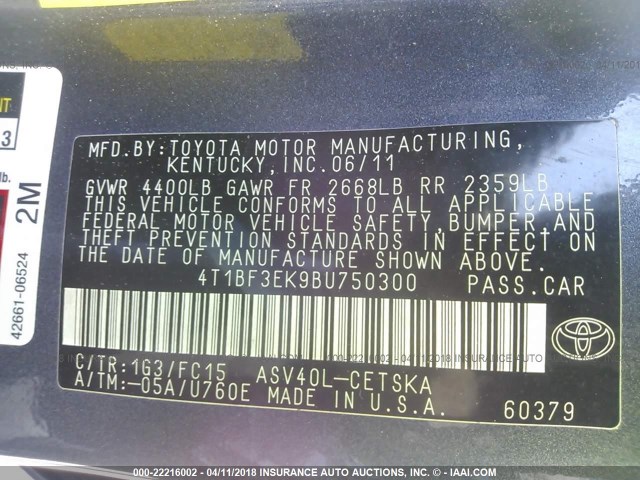 MFD.BY:TOYOTA MOTOR MANUFACTURING,
KENTUCKY,INC.06/11
GVWR 4400LB GAWR FR 2668LB RR 2359LB
THIS VEHICLE CONFORMS TO ALL APPLICABLE
FEDERAL MOTOR VEHICLE SAFETY,BUMPER,AND
THEFT PREVENTION STANDARDS IN EFFECT ON
THE DATE OF MANUFACTURE SHOWN ABOVE.
4T1BF3EK9BU750300 PASS.CAR
C/TR:1G3/FC15 ASV40L-CETSKA
A/TM:-05A/U760E MADE IN U.S.A.
60379
NT
3
lb.
2M
42661-06524
000-22216002 - 04/11/2018 INSURANCE AUTO AUCTIONS, INC. - © IAAI.COM